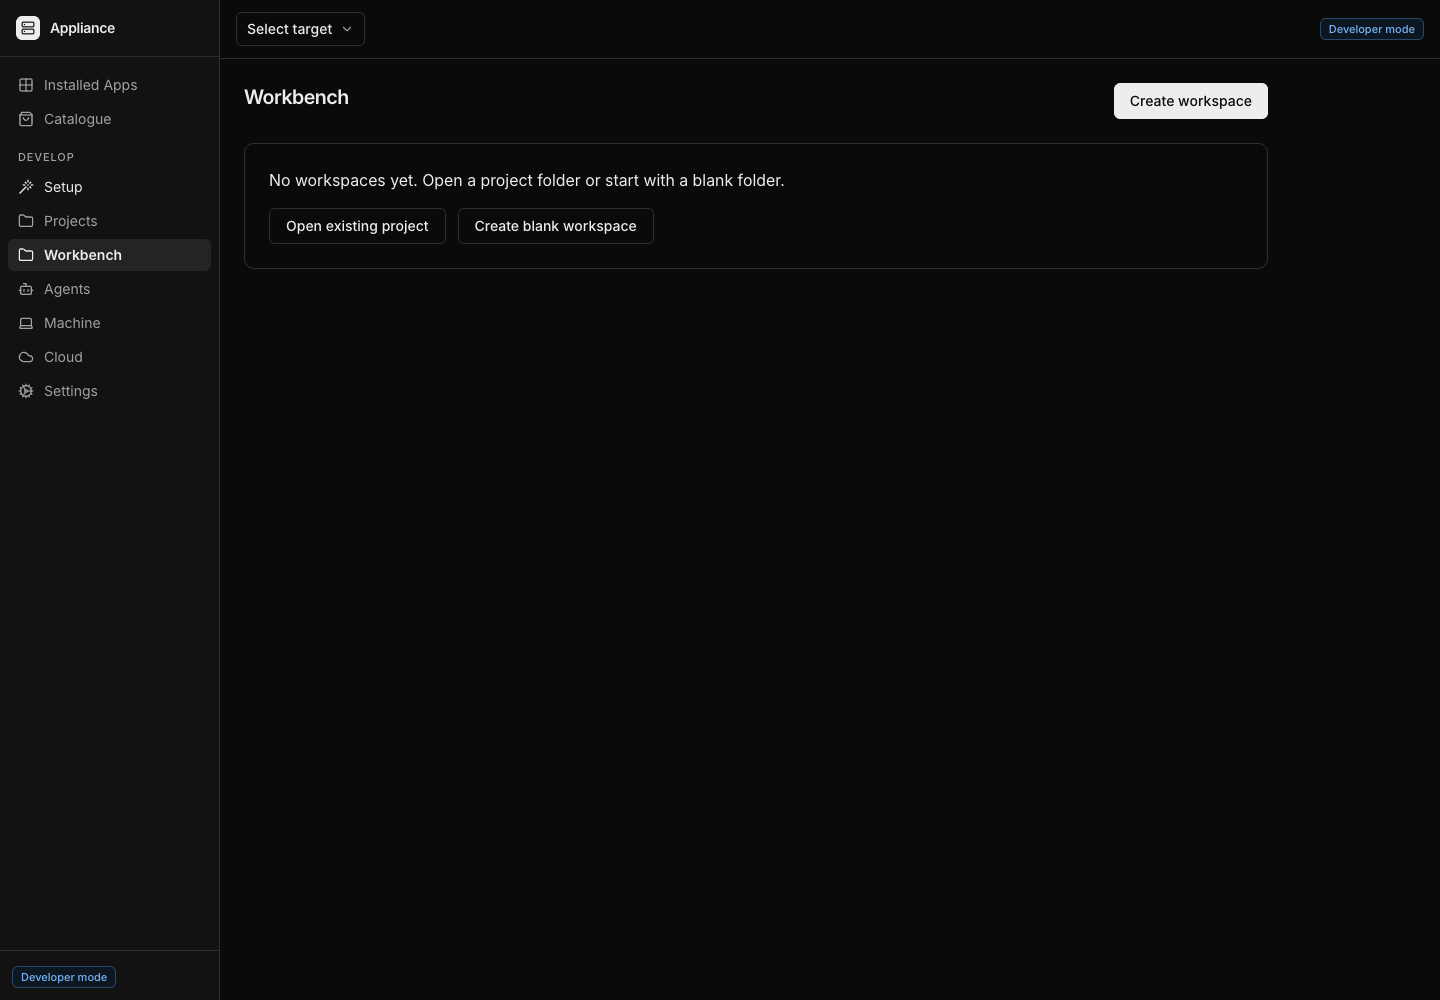 Appliance
Select target
Developer mode
Installed Apps
Catalogue
DEVELOP
Setup
Projects
Workbench
Agents
Machine
Cloud
Settings
Workbench
Create workspace
No workspaces yet. Open a project folder or start with a blank folder.
Open existing project
Create blank workspace
Developer mode